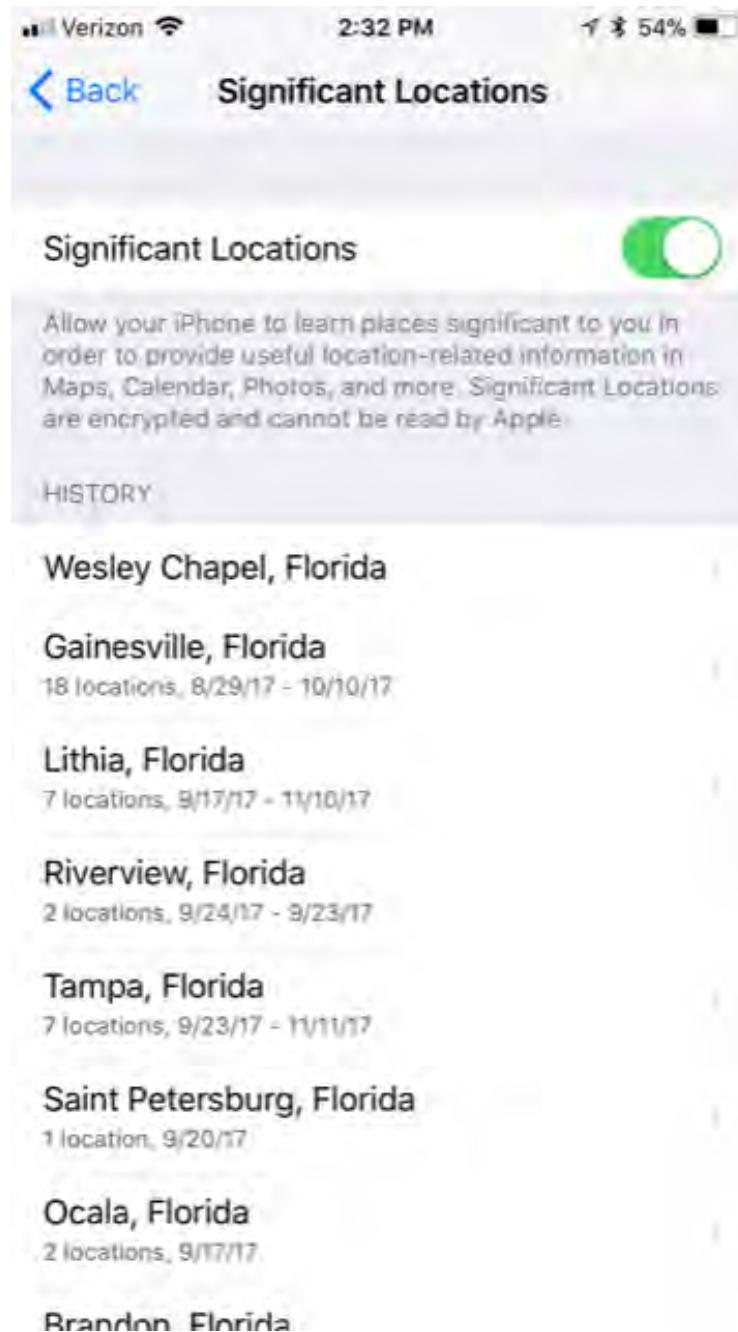 Verizon 2:32 PM 54%
Back Significant Locations
Significant Locations
Allow your iPhone to learn places significant to you in
order to provide useful location-related information in
Maps, Calendar, Photos, and more. Significant Locations
are encrypted and cannot be read by Apple.
HISTORY
Wesley Chapel, Florida
Gainesville, Florida
18 locations, 8/29/17 - 10/10/17
Lithia, Florida
7 locations, 9/17/17 - 11/10/17
Riverview, Florida
2 locations, 9/24/17 - 9/23/17
Tampa, Florida
7 locations, 9/23/17 - 11/11/17
Saint Petersburg, Florida
1 location, 9/20/17
Ocala, Florida
2 locations, 9/17/17
Brandon, Florida